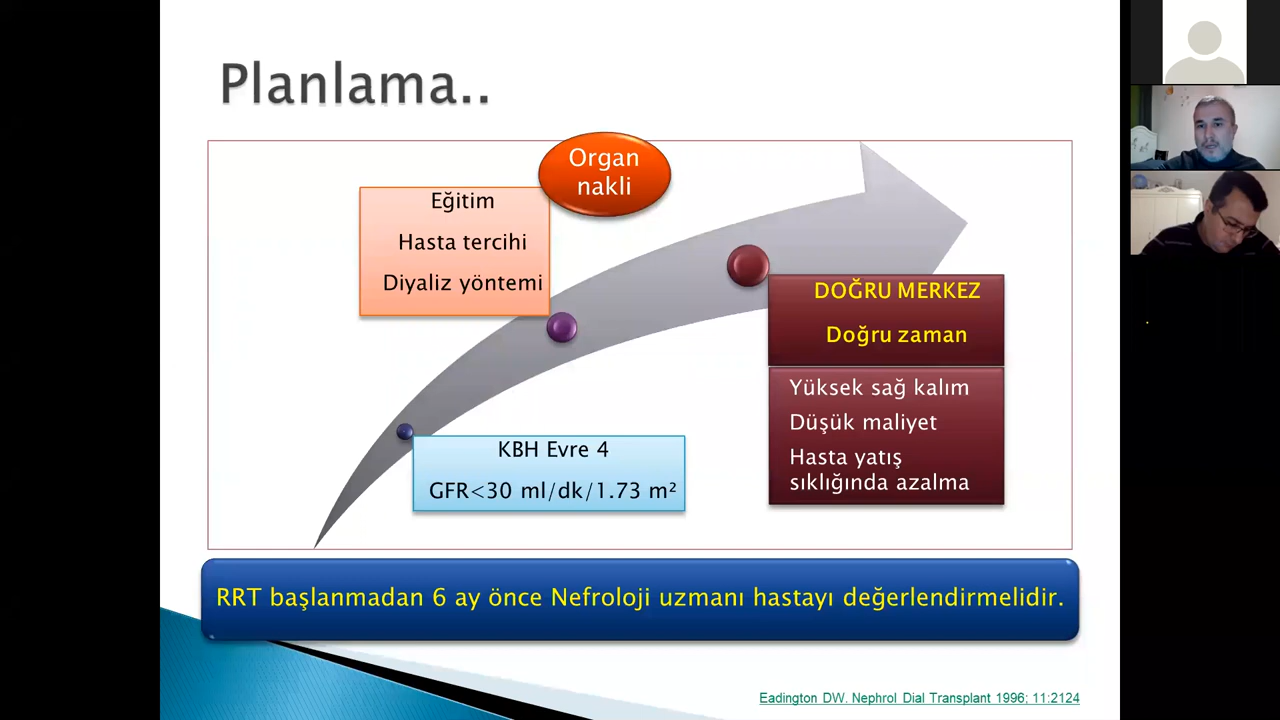 Planlama..
Organ
nakli
Eğitim
Hasta tercihi
Diyaliz yöntemi
DOĞRU MERKEZ
Doğru zaman
Yüksek sağ kalım
Düşük maliyet
Hasta yatış
sıklığında azalma
KBH Evre 4
GFR<30 ml/dk/1.73 m²
RRT başlanmadan 6 ay önce Nefroloji uzmanı hastayı değerlendirmelidir.
Eadington DW. Nephrol Dial Transplant 1996; 11:2124